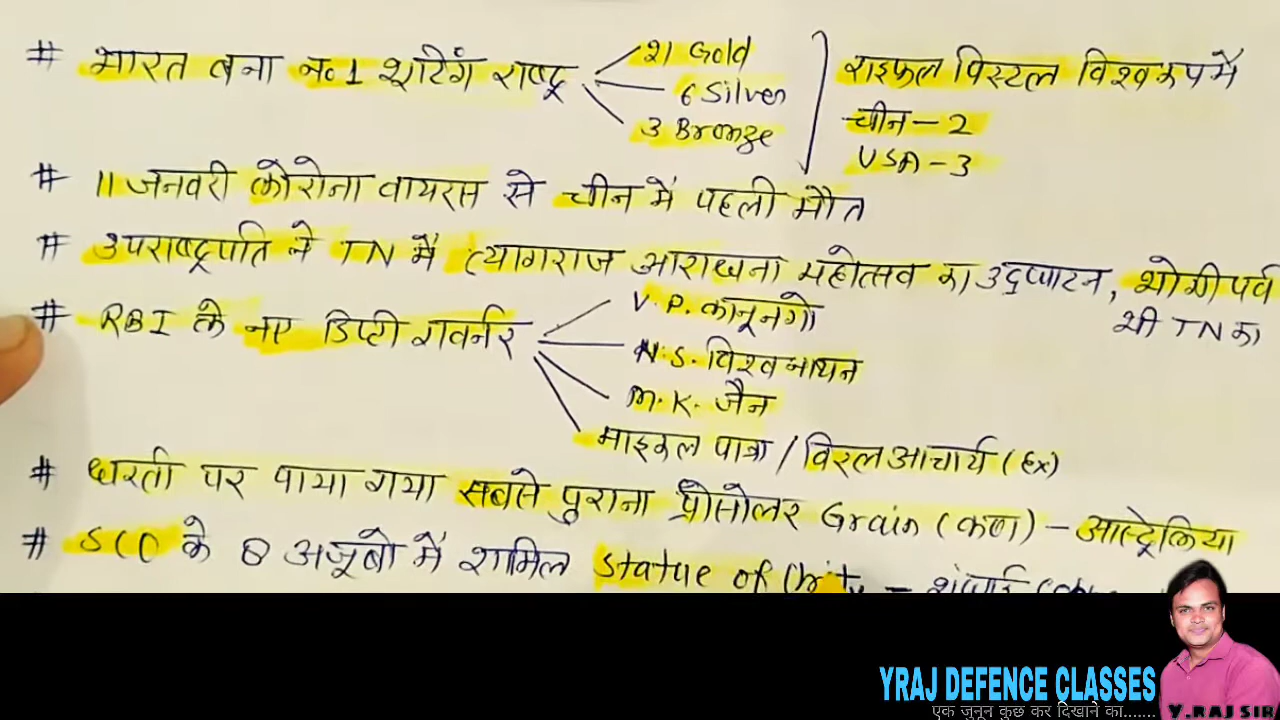 # भारत बना न०1 शूटिंग राष्ट्र
21 Gold
6 Silver
3 Bronze
राइफल पिस्टल विश्वकप में
चीन - 2
USA - 3
# 11 जनवरी कोरोना वायरस से चीन में पहली मौत
# उपराष्ट्रपति ने TN में त्यागराज आराधना महोत्सव का उद्घाटन, भोगी पर्व
भी TN का
# RBI के नए डिप्टी गवर्नर
V.P. कानूनगो
N.S. विश्वनाथन
M.K. जैन
माइकल पात्रा / विरल आचार्य (Ex)
# धरती पर पाया गया सबसे पुराना प्रीसोलर Grain (कण) - आस्ट्रेलिया
# SCO के 8 अजूबो में शामिल Statue of
YRAJ DEFENCE CLASSES
एक जुनून कुछ कर दिखाने का.......
Y.RAJ SIR